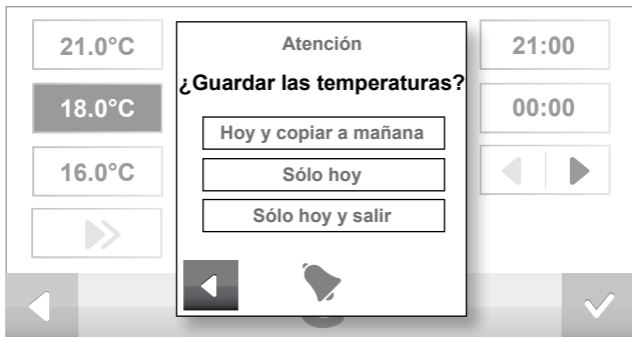 21.0°C
18.0°C
16.0°C
Atención
¿Guardar las temperaturas?
Hoy y copiar a mañana
Sólo hoy
Sólo hoy y salir
21:00
00:00